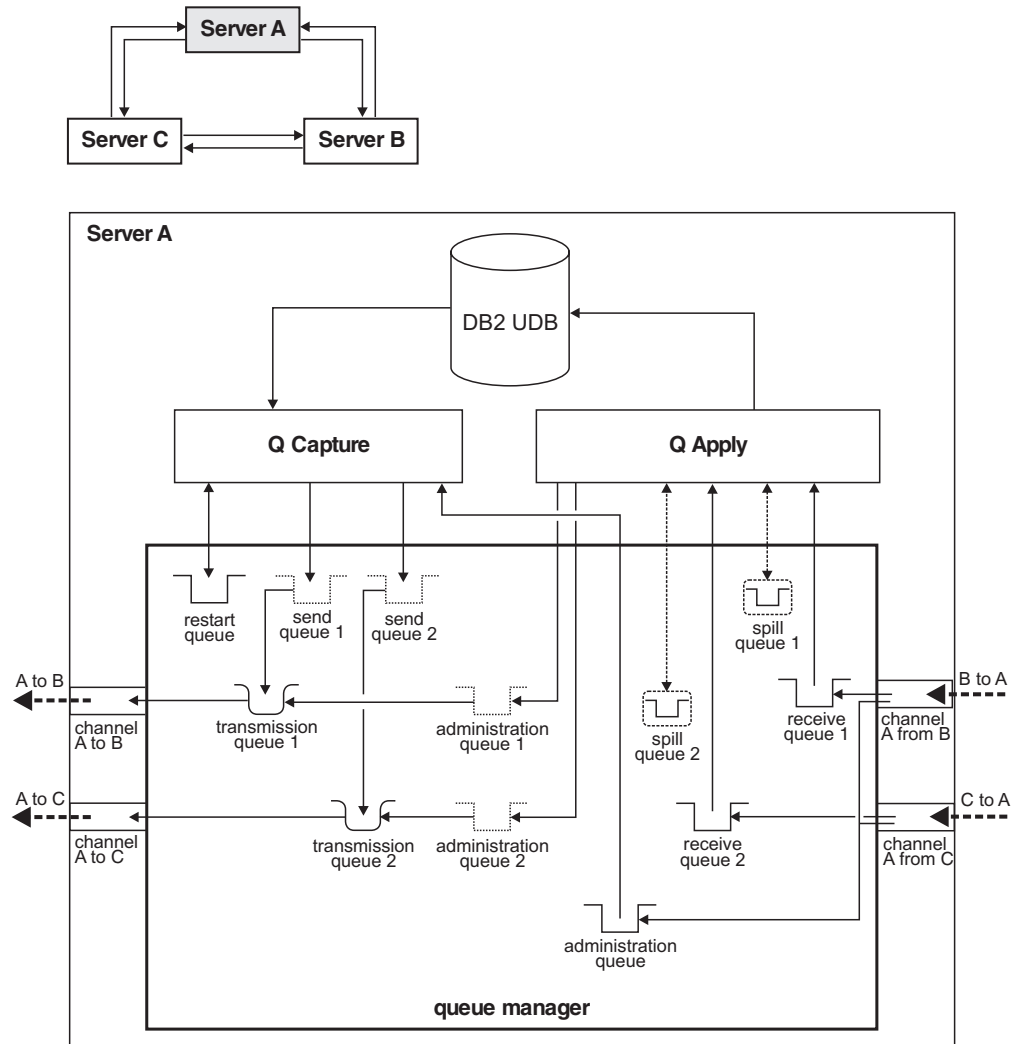 Server A
Server C
Server B
Server A
DB2 UDB
Q Capture
Q Apply
restart
queue
send
queue 1
send
queue 2
spill
queue 1
A to B
channel
A to B
transmission
queue 1
administration
queue 1
spill
queue 2
receive
queue 1
B to A
channel
A from B
A to C
channel
A to C
transmission
queue 2
administration
queue 2
receive
queue 2
C to A
channel
A from C
administration
queue
queue manager